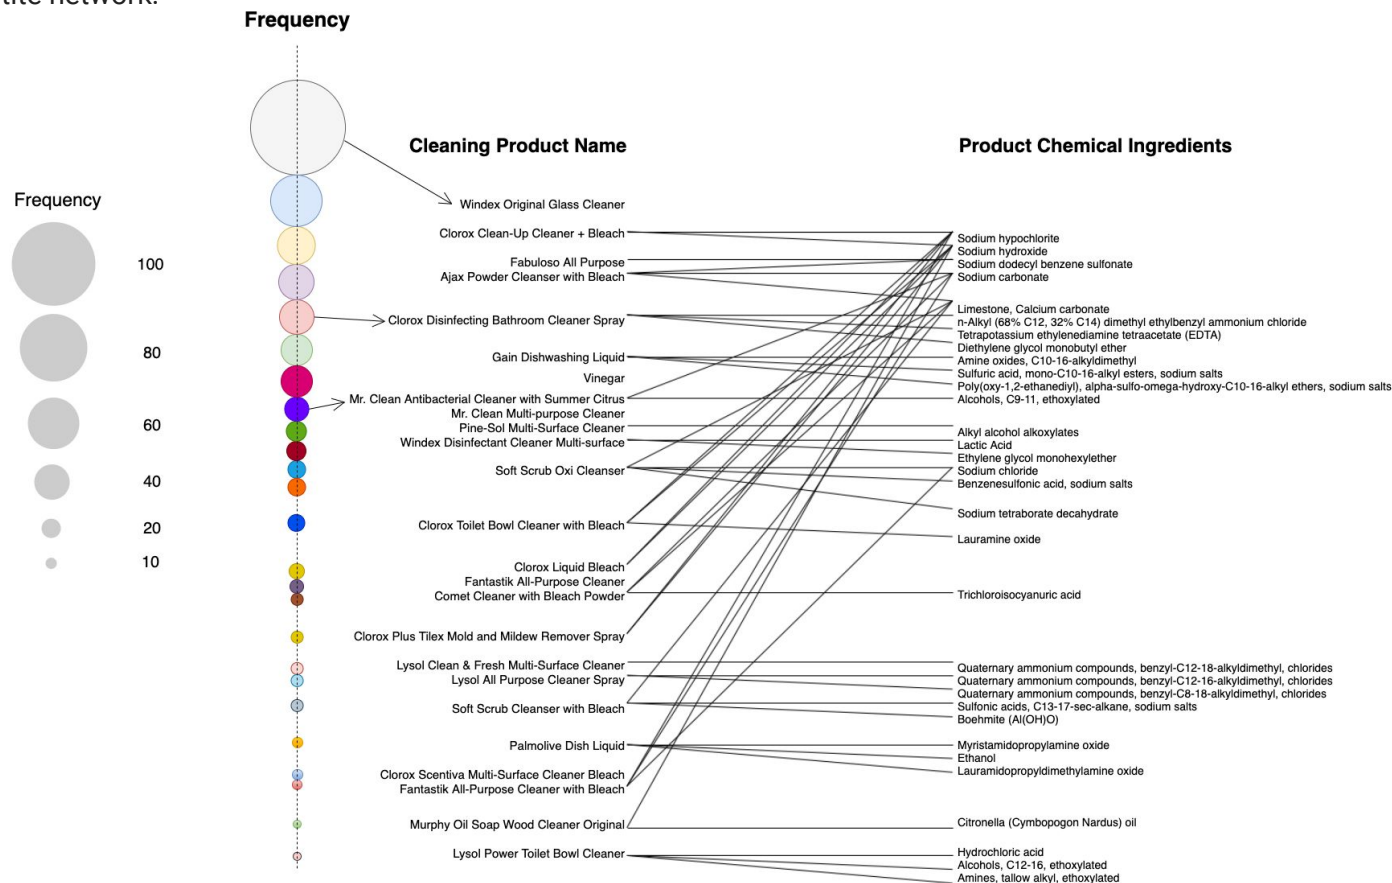 tite network.
Frequency
Cleaning Product Name
Product Chemical Ingredients
Frequency
100
80
60
40
20
10
Windex Original Glass Cleaner
Clorox Clean-Up Cleaner + Bleach
Fabuloso All Purpose
Ajax Powder Cleanser with Bleach
Clorox Disinfecting Bathroom Cleaner Spray
Gain Dishwashing Liquid
Vinegar
Mr. Clean Antibacterial Cleaner with Summer Citrus
Mr. Clean Multi-purpose Cleaner
Pine-Sol Multi-Surface Cleaner
Windex Disinfectant Cleaner Multi-surface
Soft Scrub Oxi Cleanser
Clorox Toilet Bowl Cleaner with Bleach
Clorox Liquid Bleach
Fantastik All-Purpose Cleaner
Comet Cleaner with Bleach Powder
Clorox Plus Tilex Mold and Mildew Remover Spray
Lysol Clean & Fresh Multi-Surface Cleaner
Lysol All Purpose Cleaner Spray
Soft Scrub Cleanser with Bleach
Palmolive Dish Liquid
Clorox Scentiva Multi-Surface Cleaner Bleach
Fantastik All-Purpose Cleaner with Bleach
Murphy Oil Soap Wood Cleaner Original
Lysol Power Toilet Bowl Cleaner
Sodium hypochlorite
Sodium hydroxide
Sodium dodecyl benzene sulfonate
Sodium carbonate
Limestone, Calcium carbonate
n-Alkyl (68% C12, 32% C14) dimethyl ethylbenzyl ammonium chloride
Tetrapotassium ethylenediamine tetraacetate (EDTA)
Diethylene glycol monobutyl ether
Amine oxides, C10-16-alkyldimethyl
Sulfuric acid, mono-C10-16-alkyl esters, sodium salts
Poly(oxy-1,2-ethanediyl), alpha-sulfo-omega-hydroxy-C10-16-alkyl ethers, sodium salts
Alcohols, C9-11, ethoxylated
Alkyl alcohol alkoxylates
Lactic Acid
Ethylene glycol monohexylether
Sodium chloride
Benzenesulfonic acid, sodium salts
Sodium tetraborate decahydrate
Lauramine oxide
Trichloroisocyanuric acid
Quaternary ammonium compounds, benzyl-C12-18-alkyldimethyl, chlorides
Quaternary ammonium compounds, benzyl-C12-16-alkyldimethyl, chlorides
Quaternary ammonium compounds, benzyl-C8-18-alkyldimethyl, chlorides
Sulfonic acids, C13-17-sec-alkane, sodium salts
Boehmite (Al(OH)O)
Myristamidopropylamine oxide
Ethanol
Lauramidopropyldimethylamine oxide
Citronella (Cymbopogon Nardus) oil
Hydrochloric acid
Alcohols, C12-16, ethoxylated
Amines, tallow alkyl, ethoxylated